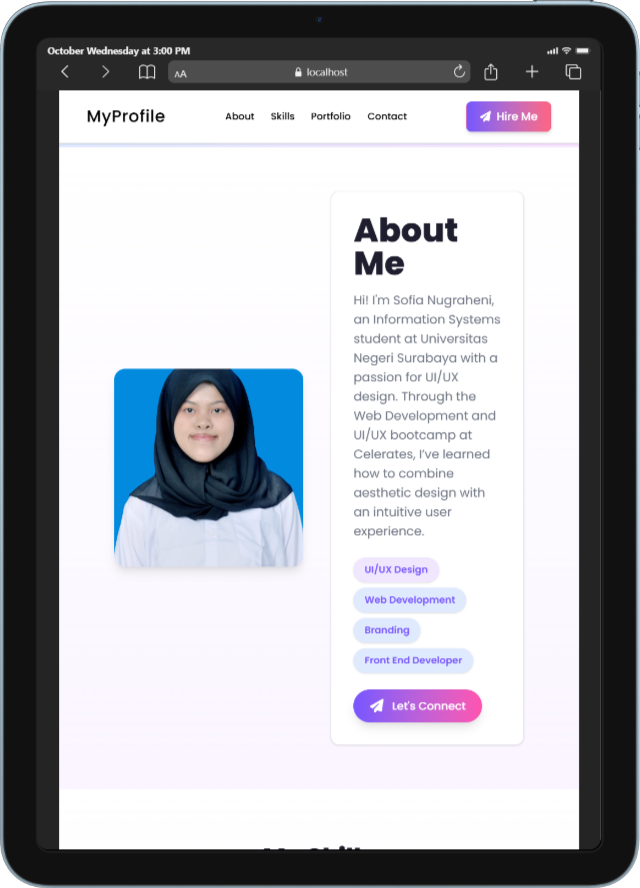 October Wednesday at 3:00 PM
AA
localhost
MyProfile
About Skills Portfolio Contact
Hire Me
About
Me
Hi! I'm Sofia Nugraheni,
an Information Systems
student at Universitas
Negeri Surabaya with a
passion for UI/UX
design. Through the
Web Development and
UI/UX bootcamp at
Celerates, I've learned
how to combine
aesthetic design with
an intuitive user
experience.
UI/UX Design
Web Development
Branding
Front End Developer
Let's Connect